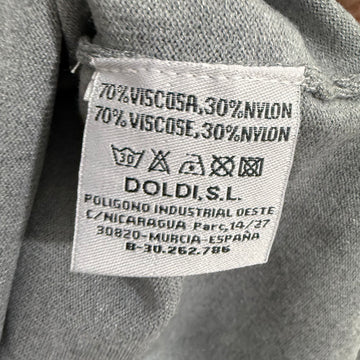 70%VISCOSA,30%NYLON
70%VISCOSE,30%NYLON
30
DOLDI,S.L.
POLIGONO INDUSTRIAL OESTE
C/NICARAGUA Parc,14/27
30820-MURCIA-ESPAÑA
B-30.262.786